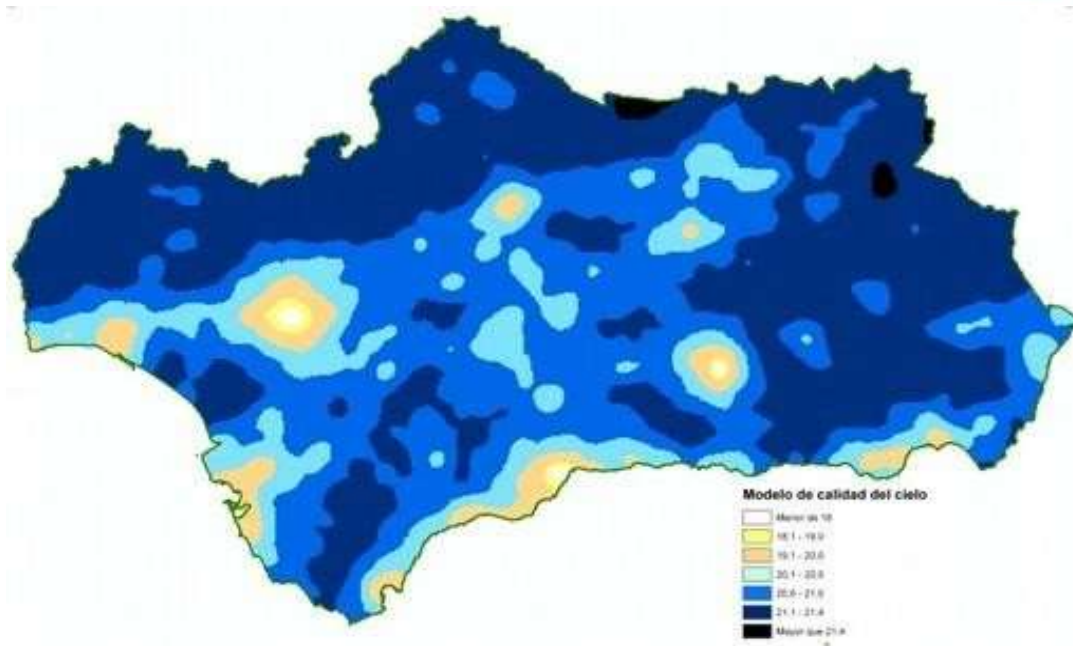 Modelo de calidad del cielo
Menor de 18
18,1 - 19,0
19,1 - 20,0
20,1 - 20,5
20,6 - 21,0
21,1 - 21,4
Mayor que 21,4